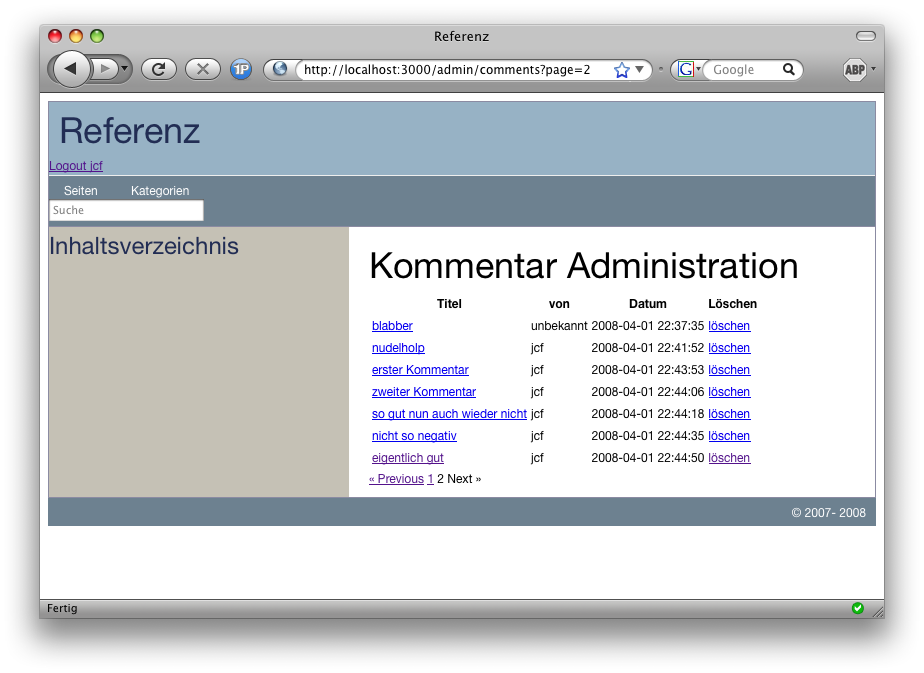 Referenz
1P http://localhost:3000/admin/comments?page=2 G Google ABP
Referenz
Logout jcf
Seiten Kategorien
Suche
Inhaltsverzeichnis
Kommentar Administration
Titel von Datum Löschen
blabber unbekannt 2008-04-01 22:37:35 löschen
nudelholp jcf 2008-04-01 22:41:52 löschen
erster Kommentar jcf 2008-04-01 22:43:53 löschen
zweiter Kommentar jcf 2008-04-01 22:44:06 löschen
so gut nun auch wieder nicht jcf 2008-04-01 22:44:18 löschen
nicht so negativ jcf 2008-04-01 22:44:35 löschen
eigentlich gut jcf 2008-04-01 22:44:50 löschen
« Previous 1 2 Next »
© 2007- 2008
Fertig